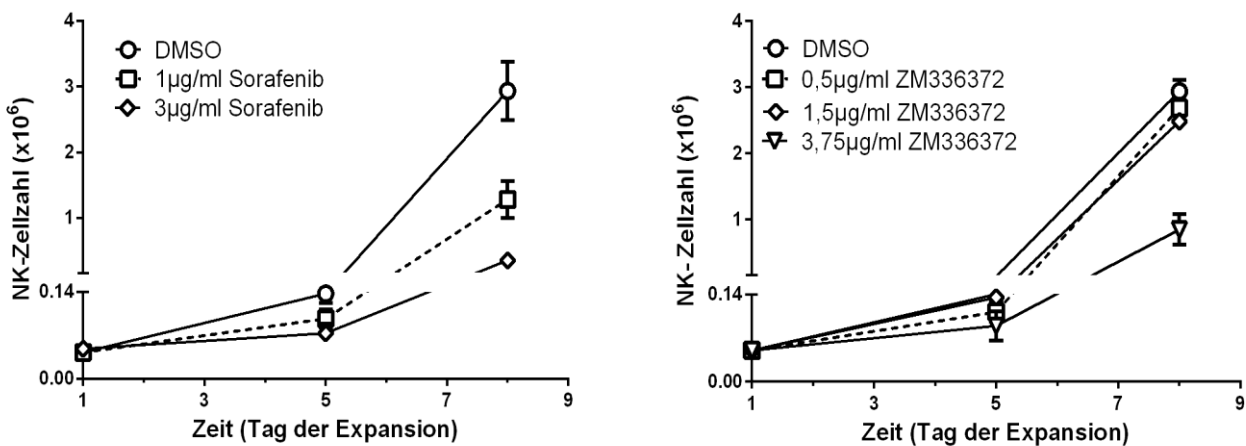 4
3
2
1
0.14
0.00
NK-Zellzahl (x10⁶)
DMSO
1µg/ml Sorafenib
3µg/ml Sorafenib
1 3 5 7 9
Zeit (Tag der Expansion)
4
3
2
1
0.14
0.00
NK- Zellzahl (x10⁶)
DMSO
0,5µg/ml ZM336372
1,5µg/ml ZM336372
3,75µg/ml ZM336372
1 3 5 7 9
Zeit (Tag der Expansion)